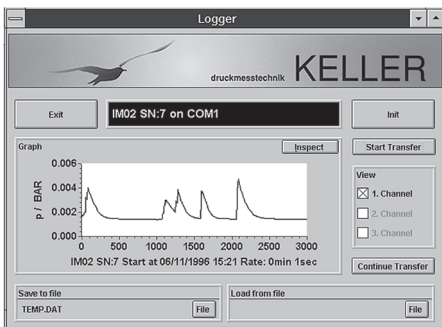 Logger
druckmesstechnik KELLER
Exit
IM02 SN:7 on COM1
Init
Graph
Inspect
Start Transfer
p / BAR
0.006
0.004
0.002
0.000
0 500 1000 1500 2000 2500 3000
IM02 SN:7 Start at 06/11/1996 15:21 Rate: 0min 1sec
View
1. Channel
2. Channel
3. Channel
Continue Transfer
Save to file
TEMP.DAT
File
Load from file
File